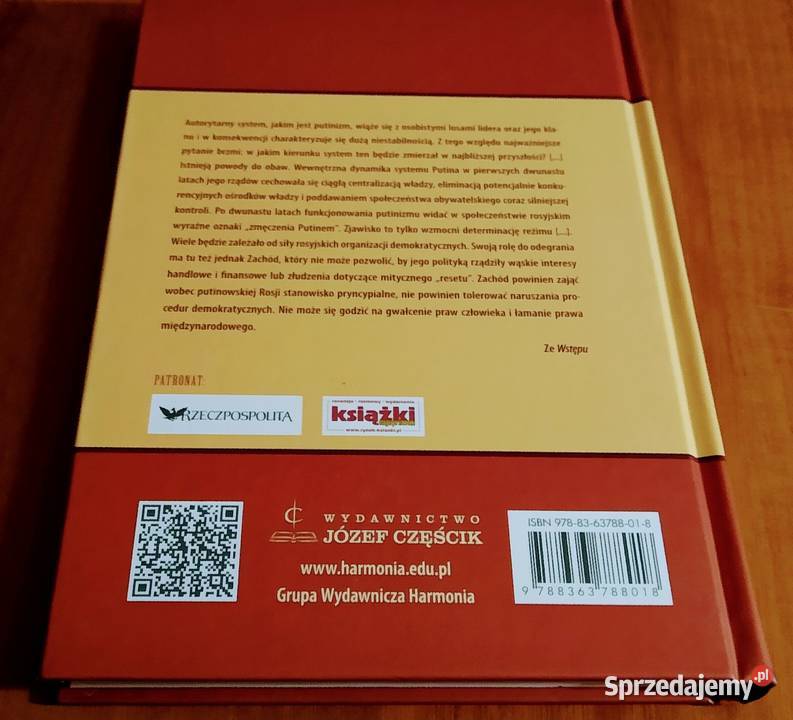 Autorytarny system, jakim jest putinizm, wiąże się z osobistymi losami lidera oraz jego kla-
nu i w konsekwencji charakteryzuje się dużą niestabilnością. Z tego względu najważniejsze
pytanie brzmi: w jakim kierunku system ten będzie zmierzał w najbliższej przyszłości? [...]
Istnieją powody do obaw. Wewnętrzna dynamika systemu Putina w pierwszych dwunastu
latach jego rządów cechowała się ciągłą centralizacją władzy, eliminacją potencjalnie konku-
rencyjnych ośrodków władzy i poddawaniem społeczeństwa obywatelskiego coraz silniejszej
kontroli. Po dwunastu latach funkcjonowania putinizmu widać w społeczeństwie rosyjskim
wyraźne oznaki „zmęczenia Putinem”. Zjawisko to tylko wzmocni determinację reżimu [...].
Wiele będzie zależało od siły rosyjskich organizacji demokratycznych. Swoją rolę do odegrania
ma tu też jednak Zachód, który nie może pozwolić, by jego polityką rządziły wąskie interesy
handlowe i finansowe lub złudzenia dotyczące mitycznego „resetu”. Zachód powinien zająć
wobec putinowskiej Rosji stanowisko pryncypialne, nie powinien tolerować naruszania pro-
cedur demokratycznych. Nie może się godzić na gwałcenie praw człowieka i łamanie prawa
międzynarodowego.
Ze Wstępu
PATRONAT:
RZECZPOSPOLITA
recenzje · rozmowy · wydarzenia
książki
www.rynek-ksiazki.pl
WYDAWNICTWO
JÓZEF CZĘŚCIK
www.harmonia.edu.pl
Grupa Wydawnicza Harmonia
ISBN 978-83-63788-01-8
9 788363 788018
Sprzedajemy.pl